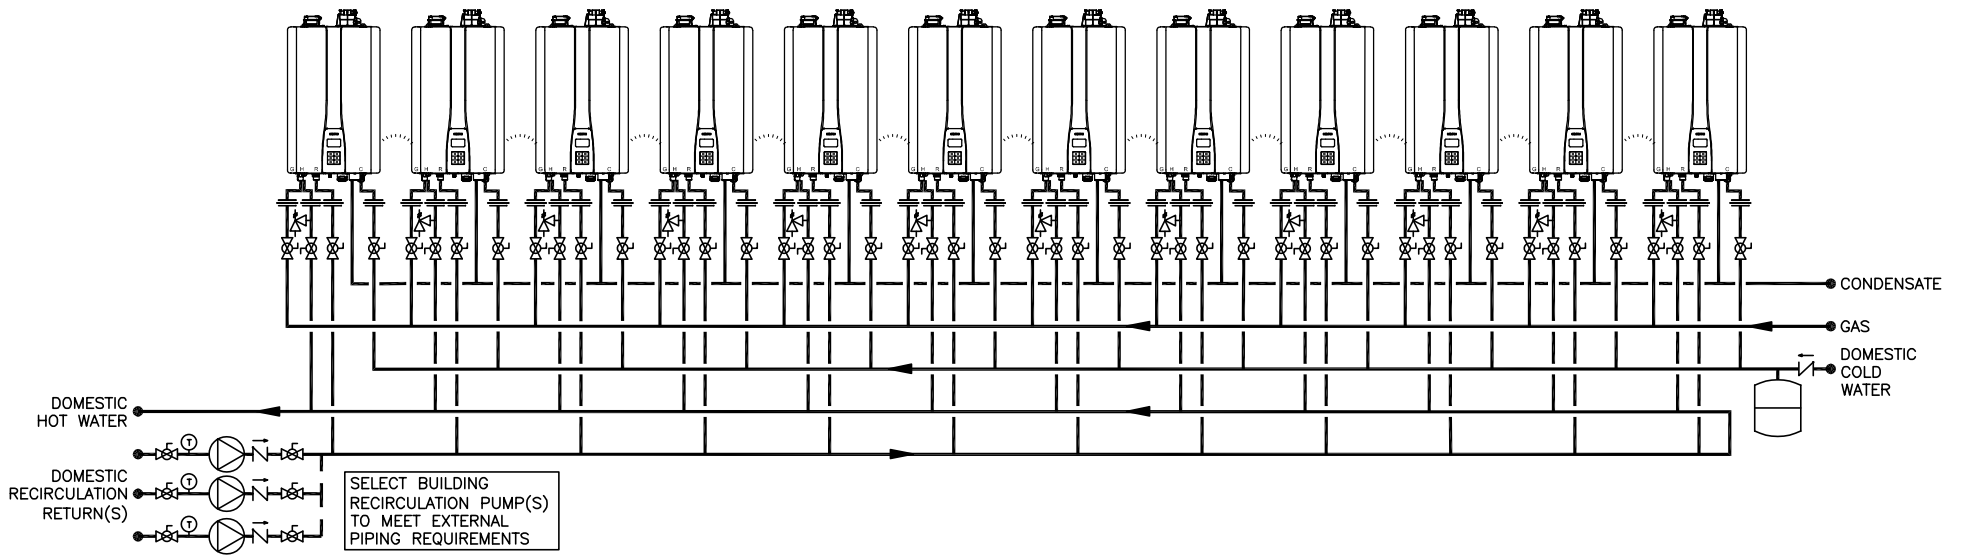 G H R C
G H R C
G H R C
G H R C
G H R C
G H R C
G H R C
G H R C
G H R C
G H R C
G H R C
G H R C
CONDENSATE
GAS
DOMESTIC
COLD
WATER
DOMESTIC
HOT WATER
T
DOMESTIC
RECIRCULATION
RETURN(S)
T
T
SELECT BUILDING
RECIRCULATION PUMP(S)
TO MEET EXTERNAL
PIPING REQUIREMENTS